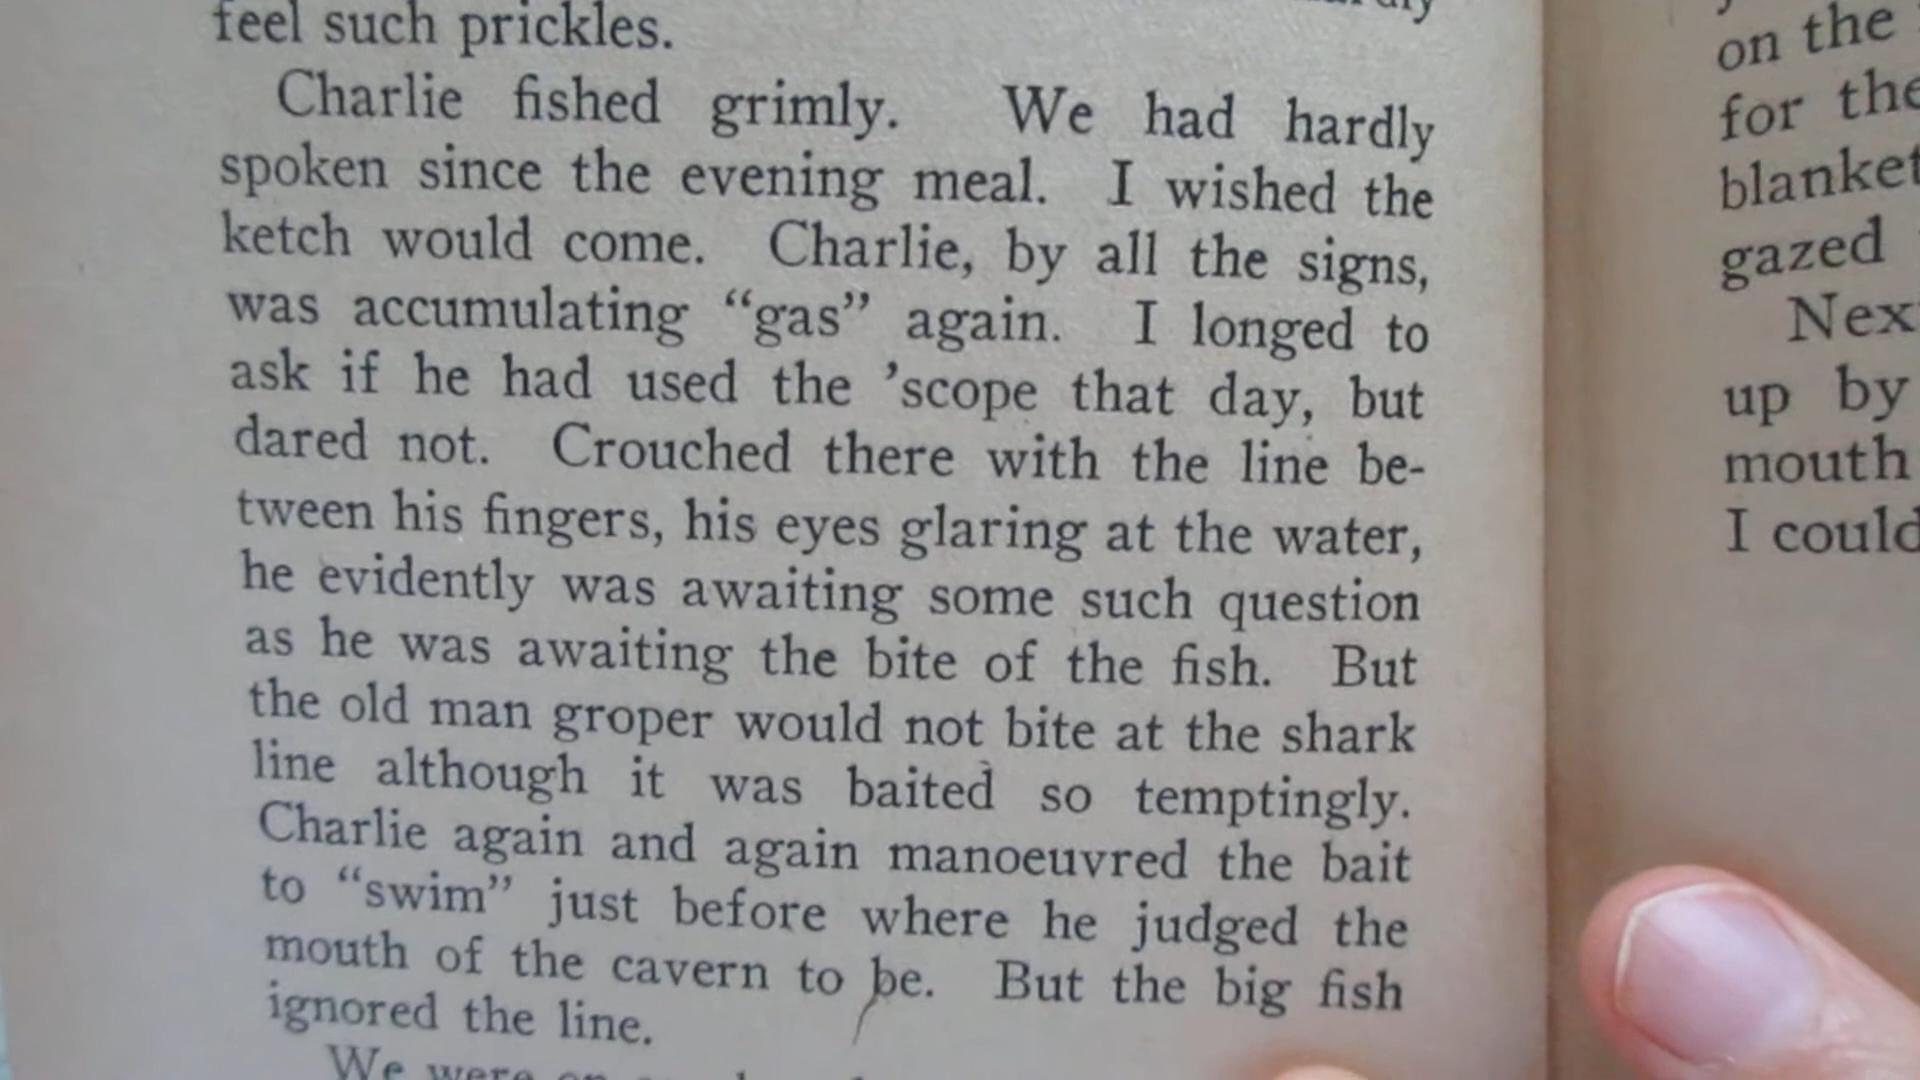 feel such prickles.
Charlie fished grimly. We had hardly
spoken since the evening meal. I wished the
ketch would come. Charlie, by all the signs,
was accumulating “gas” again. I longed to
ask if he had used the ’scope that day, but
dared not. Crouched there with the line be-
tween his fingers, his eyes glaring at the water,
he evidently was awaiting some such question
as he was awaiting the bite of the fish. But
the old man groper would not bite at the shark
line although it was baited so temptingly.
Charlie again and again manoeuvred the bait
to “swim” just before where he judged the
mouth of the cavern to be. But the big fish
ignored the line.
We were on
on the
for the
blanket
gazed
up by
mouth
I could